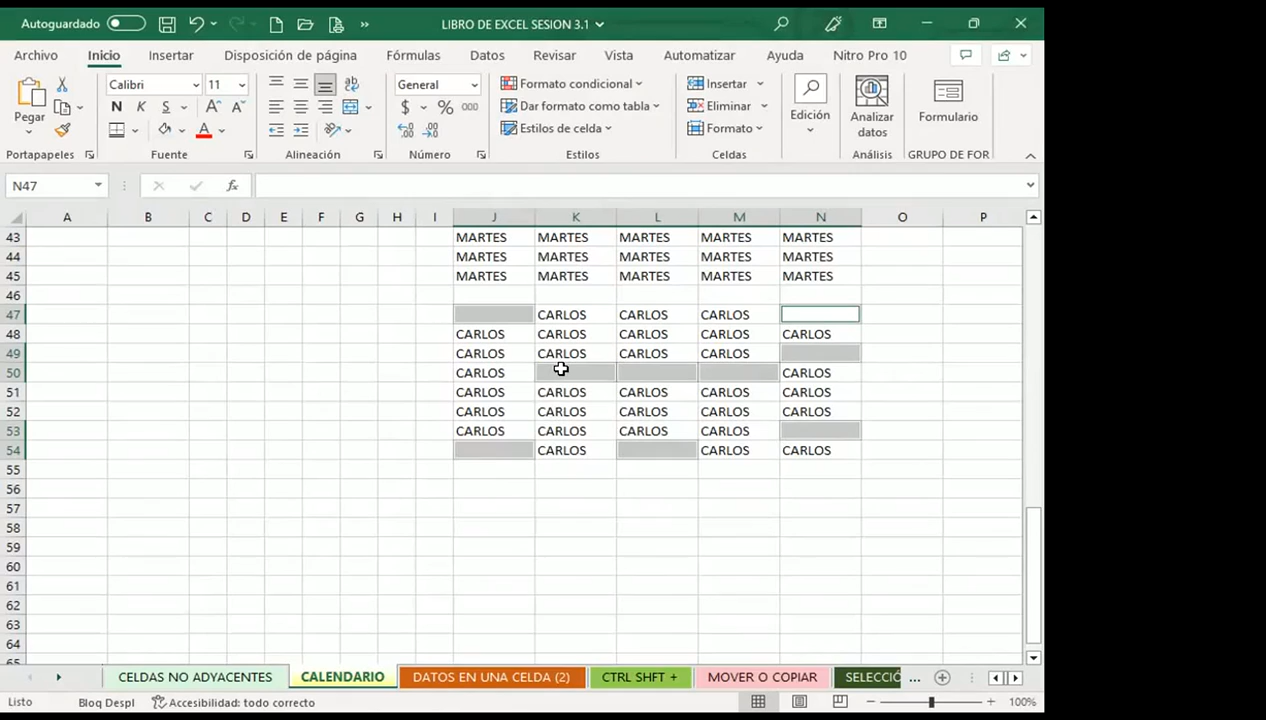 Autoguardado LIBRO DE EXCEL SESION 3.1
Archivo Inicio Insertar Disposición de página Fórmulas Datos Revisar Vista Automatizar Ayuda Nitro Pro 10
Calibri 11 General Formato condicional Insertar
Pegar N K S $ % 000 Dar formato como tabla Eliminar Edición Analizar datos Formulario
Estilos de celda Formato
Portapapeles Fuente Alineación Número Estilos Celdas Análisis GRUPO DE FOR
N47 fx
A B C D E F G H I J K L M N O P
43 MARTES MARTES MARTES MARTES MARTES
44 MARTES MARTES MARTES MARTES MARTES
45 MARTES MARTES MARTES MARTES MARTES
46
47 CARLOS CARLOS CARLOS
48 CARLOS CARLOS CARLOS CARLOS CARLOS
49 CARLOS CARLOS CARLOS CARLOS
50 CARLOS CARLOS
51 CARLOS CARLOS CARLOS CARLOS CARLOS
52 CARLOS CARLOS CARLOS CARLOS CARLOS
53 CARLOS CARLOS CARLOS CARLOS
54 CARLOS CARLOS CARLOS
55
56
57
58
59
60
61
62
63
64
65
CELDAS NO ADYACENTES CALENDARIO DATOS EN UNA CELDA (2) CTRL SHFT + MOVER O COPIAR SELECCIÓ ...
Listo Bloq Despl Accesibilidad: todo correcto 100%